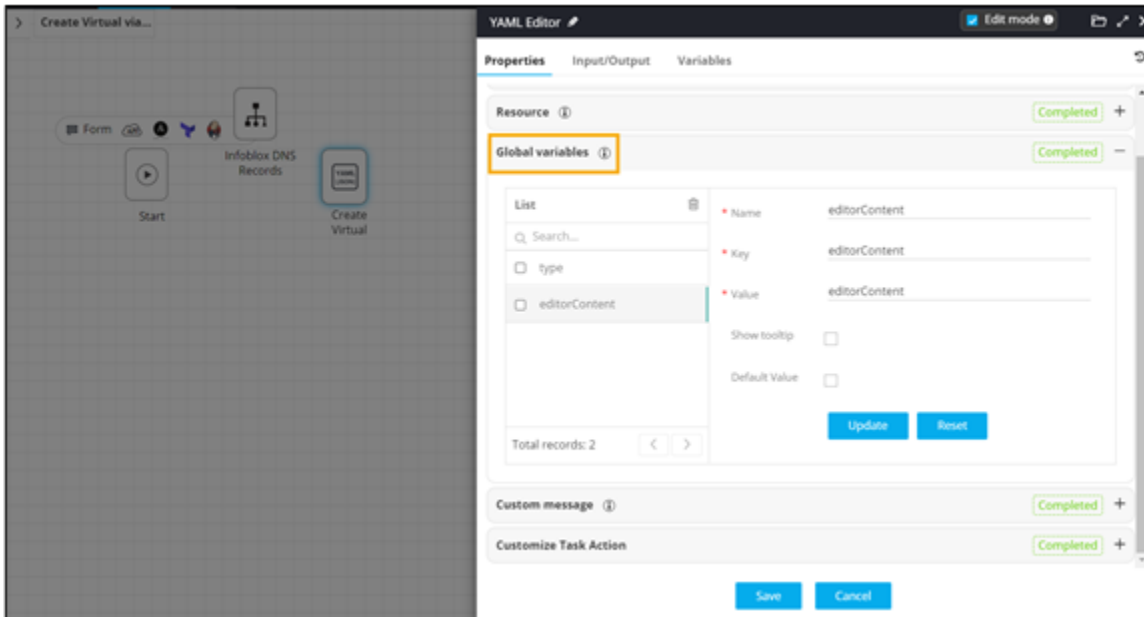 Create Virtual via...
YAML Editor
Edit mode
Properties Input/Output Variables
Resource Completed
Global variables Completed
List
Search...
type
editorContent
Total records: 2
* Name editorContent
* Key editorContent
* Value editorContent
Show tooltip
Default Value
Update Reset
Custom message Completed
Customize Task Action Completed
Save Cancel
Form
Infoblox DNS
Records
Start
Create
Virtual